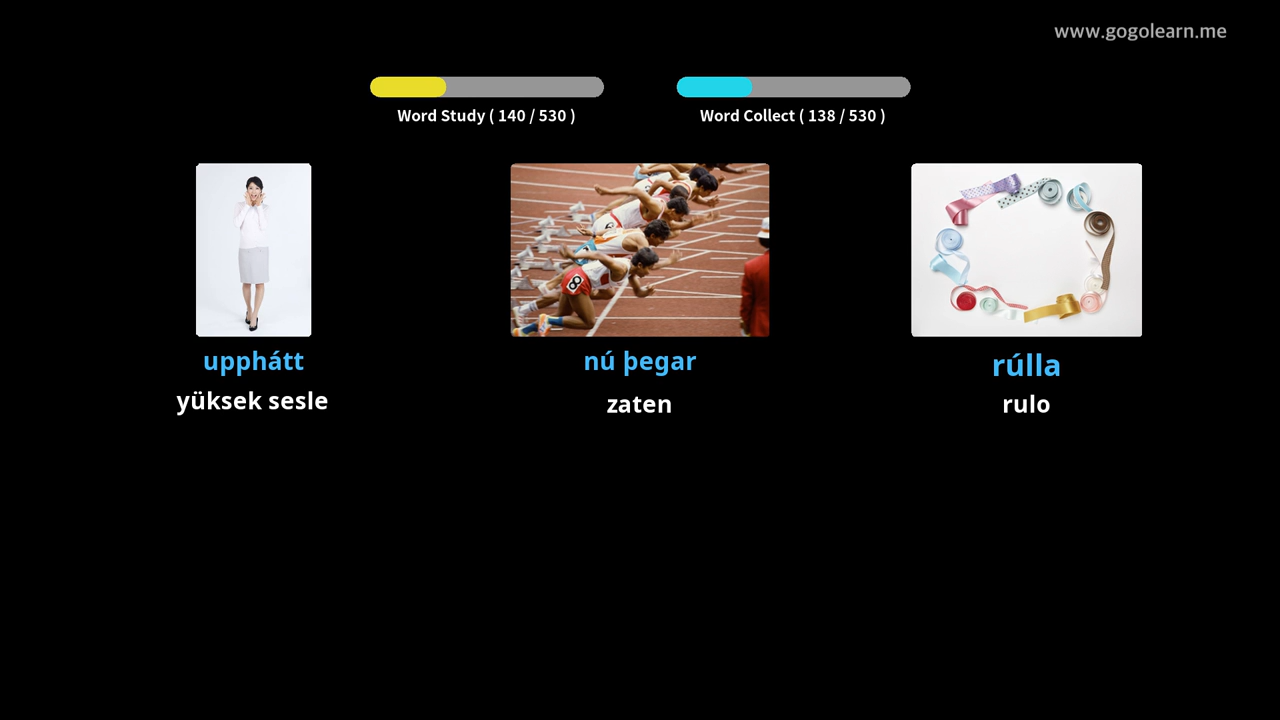 www.gogolearn.me
Word Study ( 140 / 530 )
Word Collect ( 138 / 530 )
upphátt
yüksek sesle
nú þegar
zaten
rúlla
rulo
8